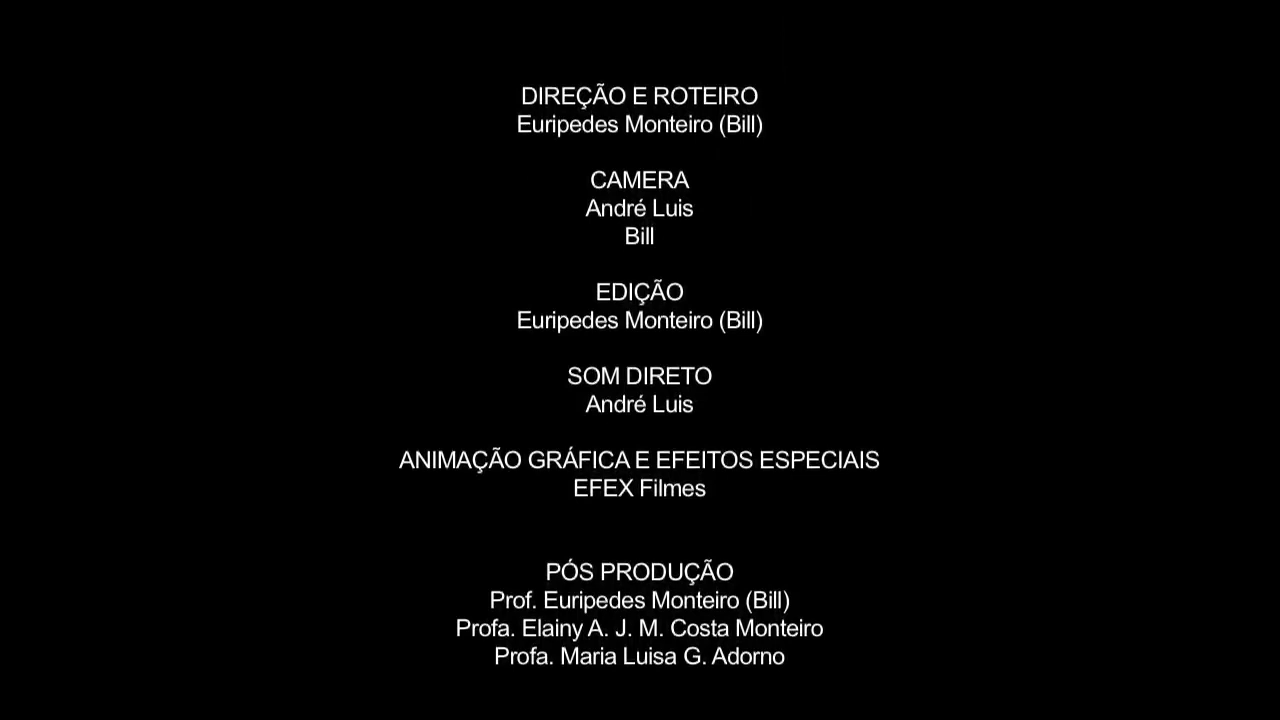 DIREÇÃO E ROTEIRO
Euripedes Monteiro (Bill)
CAMERA
André Luis
Bill
EDIÇÃO
Euripedes Monteiro (Bill)
SOM DIRETO
André Luis
ANIMAÇÃO GRÁFICA E EFEITOS ESPECIAIS
EFEX Filmes
PÓS PRODUÇÃO
Prof. Euripedes Monteiro (Bill)
Profa. Elainy A. J. M. Costa Monteiro
Profa. Maria Luisa G. Adorno